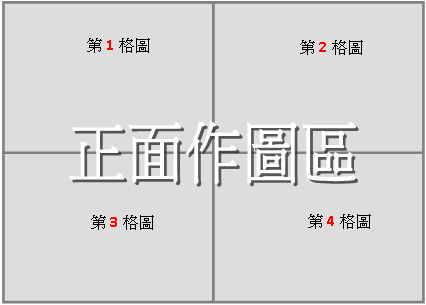 第 1 格圖
第 2 格圖
正面作圖區
第 3 格圖
第 4 格圖